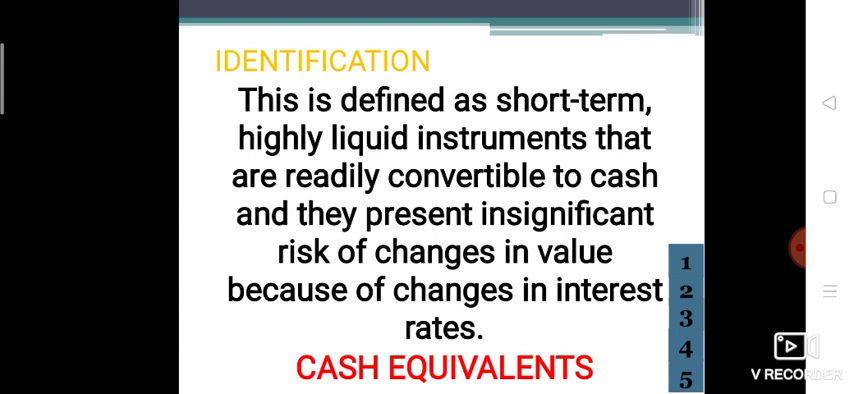 IDENTIFICATION
This is defined as short-term,
highly liquid instruments that
are readily convertible to cash
and they present insignificant
risk of changes in value
because of changes in interest
rates.
CASH EQUIVALENTS
1
2
3
4
5
V RECORDER